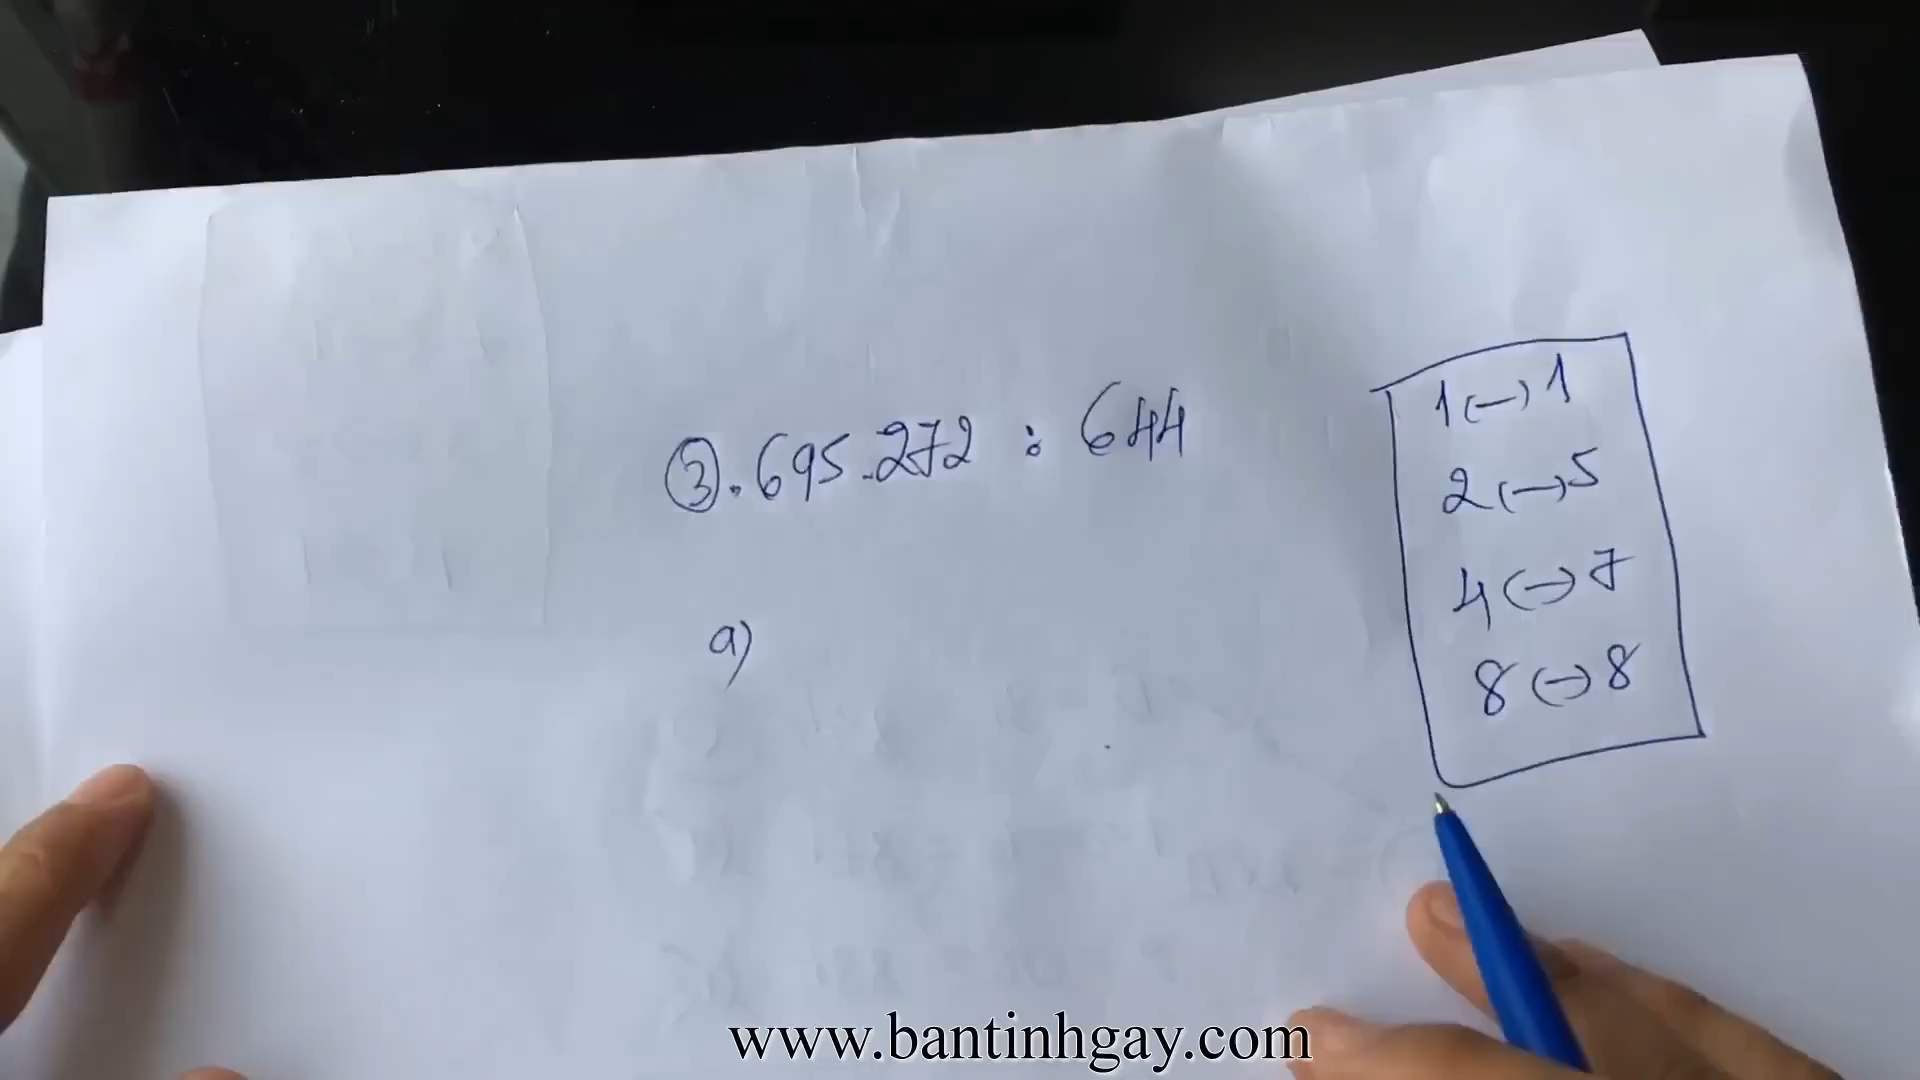 ③.695.272 : 644
1 ↔ 1
2 ↔ 5
4 ↔ 7
8 ↔ 8
a)
www.bantinhgay.com